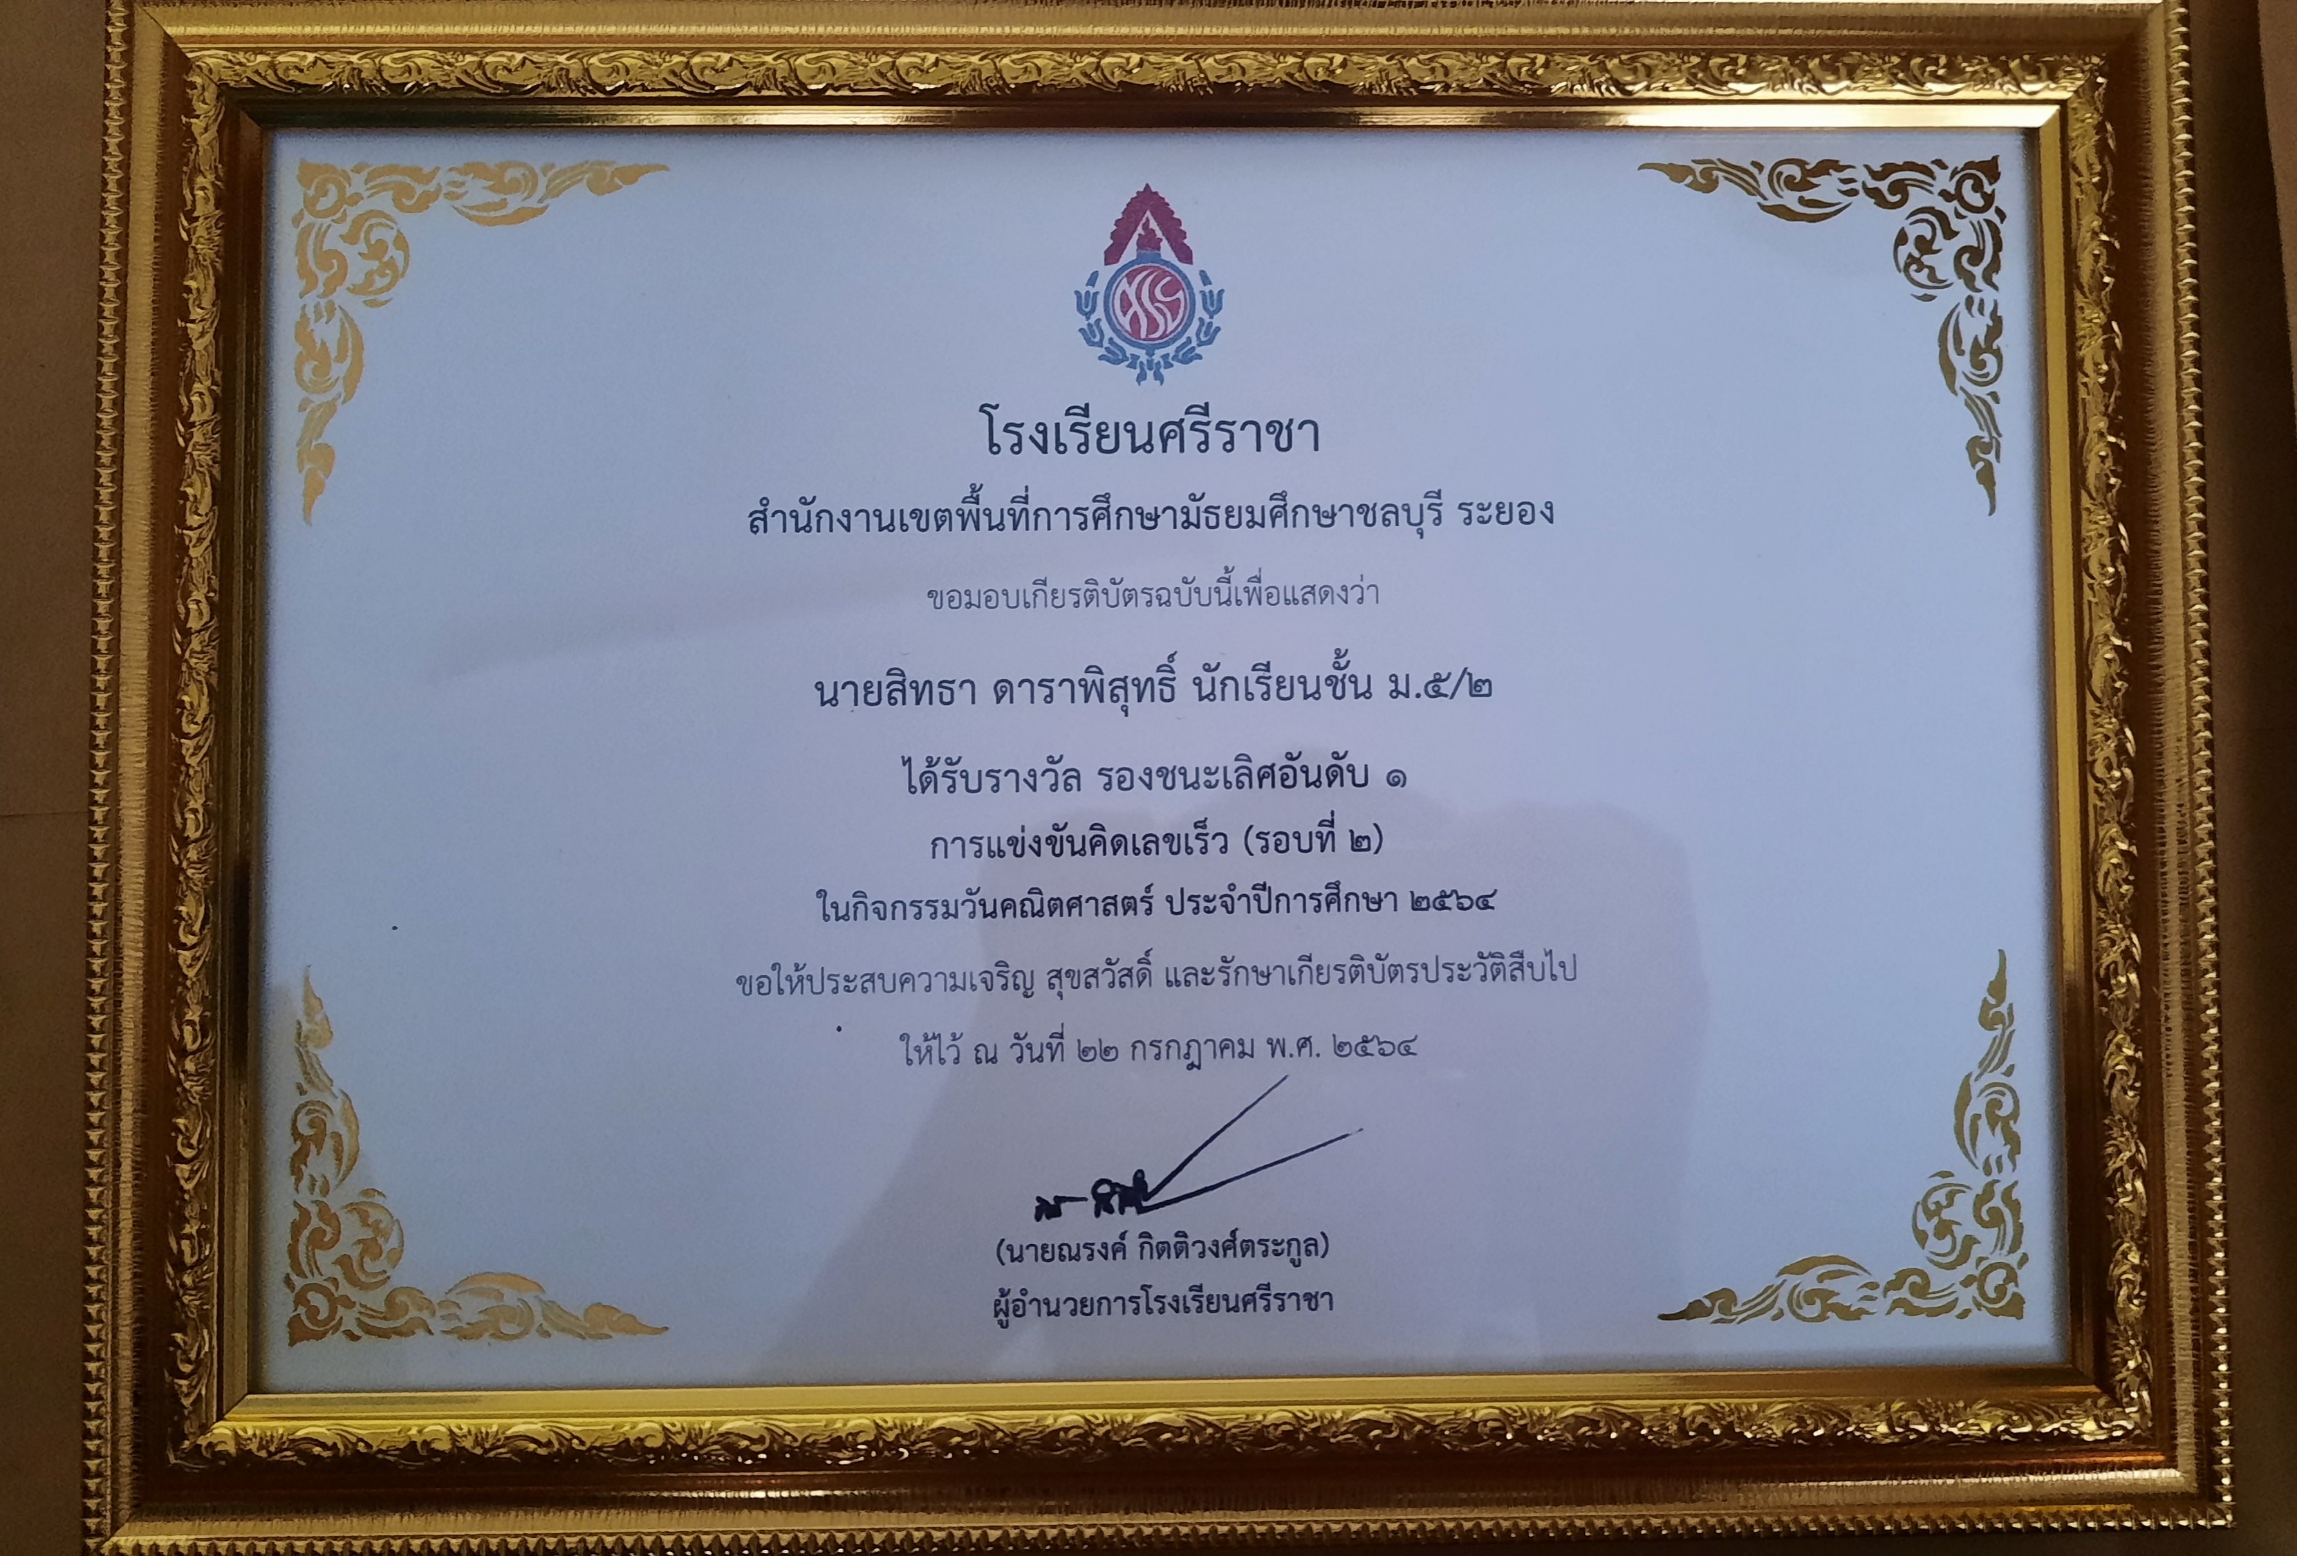 ศรช
โรงเรียนศรีราชา
สำนักงานเขตพื้นที่การศึกษามัธยมศึกษาชลบุรี ระยอง
ขอมอบเกียรติบัตรฉบับนี้เพื่อแสดงว่า
นายสิทธา ดาราพิสุทธิ์ นักเรียนชั้น ม.๕/๒
ได้รับรางวัล รองชนะเลิศอันดับ ๑
การแข่งขันคิดเลขเร็ว (รอบที่ ๒)
ในกิจกรรมวันคณิตศาสตร์ ประจำปีการศึกษา ๒๕๖๔
ขอให้ประสบความเจริญ สุขสวัสดิ์ และรักษาเกียรติบัตรประวัติสืบไป
ให้ไว้ ณ วันที่ ๒๒ กรกฎาคม พ.ศ. ๒๕๖๔
(นายณรงค์ กิตติวงศ์ตระกูล)
ผู้อำนวยการโรงเรียนศรีราชา